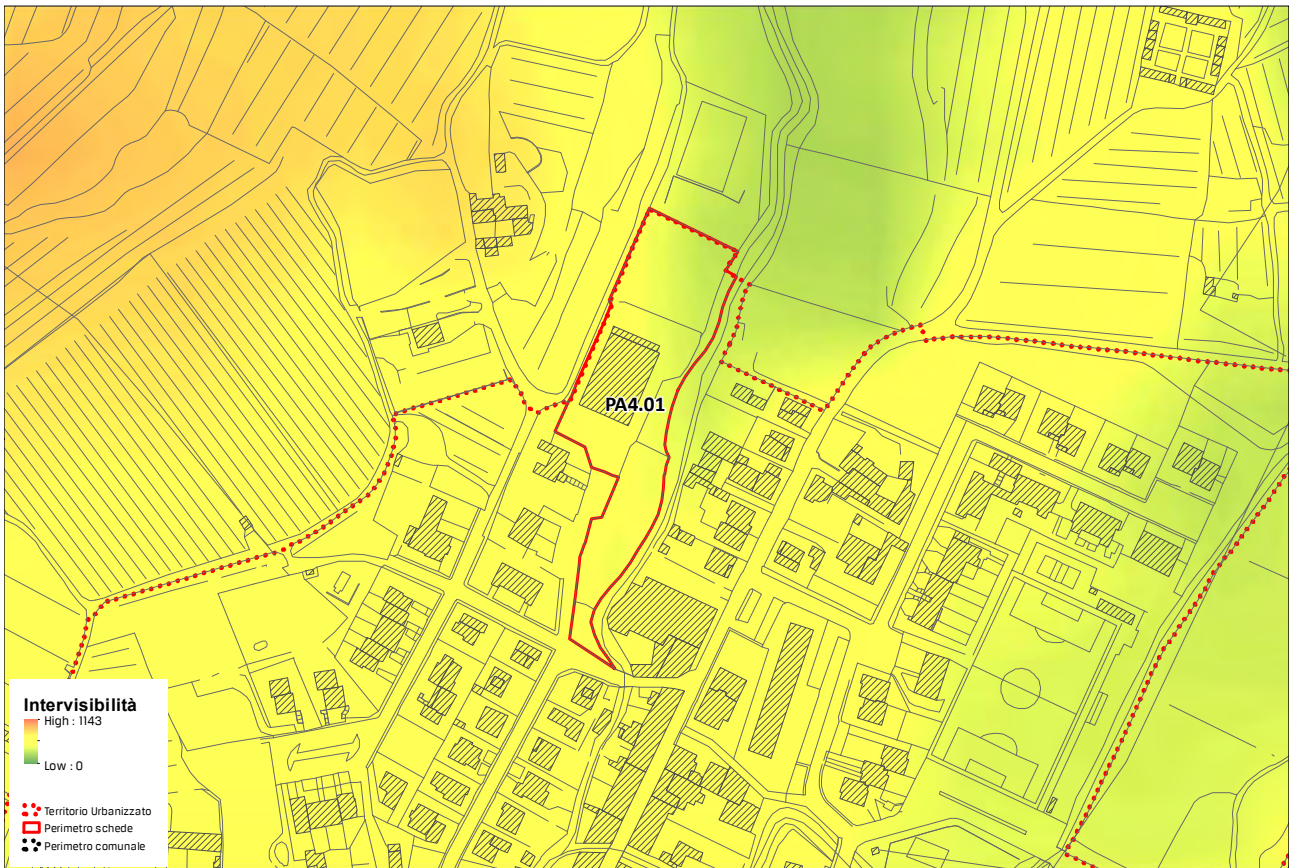 PA4.01
Intervisibilità
High : 1143
Low : 0
Territorio Urbanizzato
Perimetro schede
Perimetro comunale